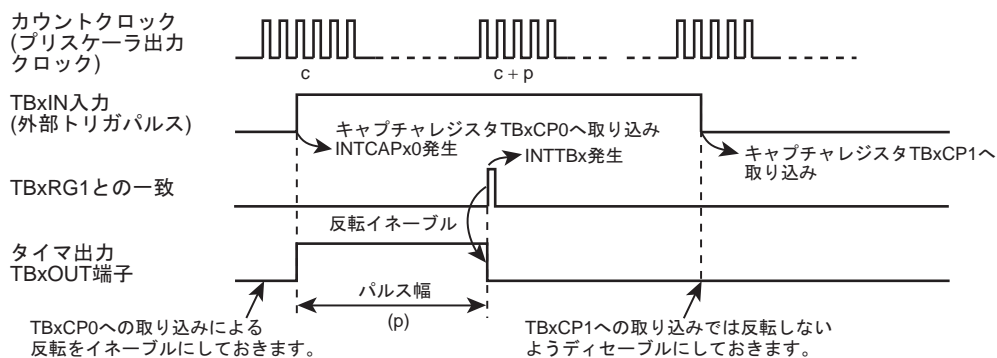 カウントクロック
(プリスケーラ出力
クロック)
c
c + p
TBxIN入力
(外部トリガパルス)
キャプチャレジスタTBxCP0へ取り込み
INTCAPx0発生
INTTBx発生
キャプチャレジスタTBxCP1へ
取り込み
TBxRG1との一致
反転イネーブル
タイマ出力
TBxOUT端子
パルス幅
(p)
TBxCP0への取り込みによる
反転をイネーブルにしておきます。
TBxCP1への取り込みでは反転しない
ようディセーブルにしておきます。